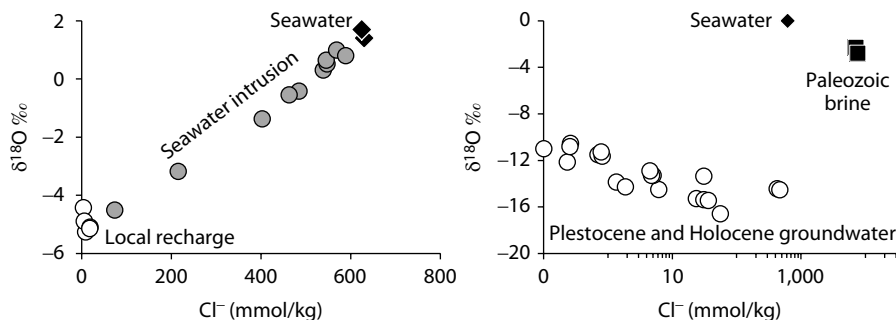 2
0
−2
−4
−6
δ18O ‰
Seawater
Seawater intrusion
Local recharge
0
200
400
600
800
Cl− (mmol/kg)
0
−4
−8
−12
−16
−20
δ18O ‰
Seawater
Paleozoic
brine
Plestocene and Holocene groundwater
0
10
1,000
Cl− (mmol/kg)